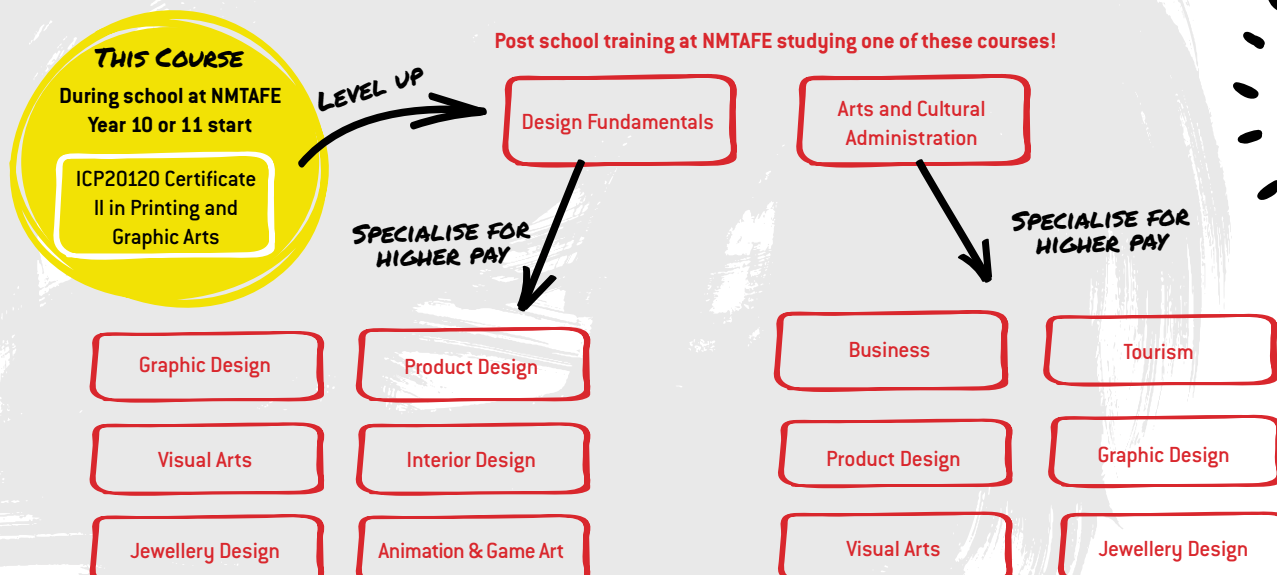 THIS COURSE
During school at NMTAFE
Year 10 or 11 start
ICP20120 Certificate
II in Printing and
Graphic Arts
LEVEL UP
Post school training at NMTAFE studying one of these courses!
Design Fundamentals
Arts and Cultural
Administration
SPECIALISE FOR
HIGHER PAY
SPECIALISE FOR
HIGHER PAY
Graphic Design
Product Design
Visual Arts
Interior Design
Jewellery Design
Animation & Game Art
Business
Tourism
Product Design
Graphic Design
Visual Arts
Jewellery Design